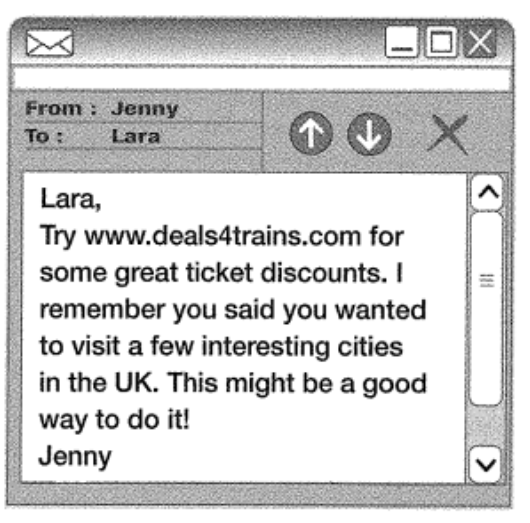 From : Jenny
To : Lara
Lara,
Try www.deals4trains.com for
some great ticket discounts. I
remember you said you wanted
to visit a few interesting cities
in the UK. This might be a good
way to do it!
Jenny